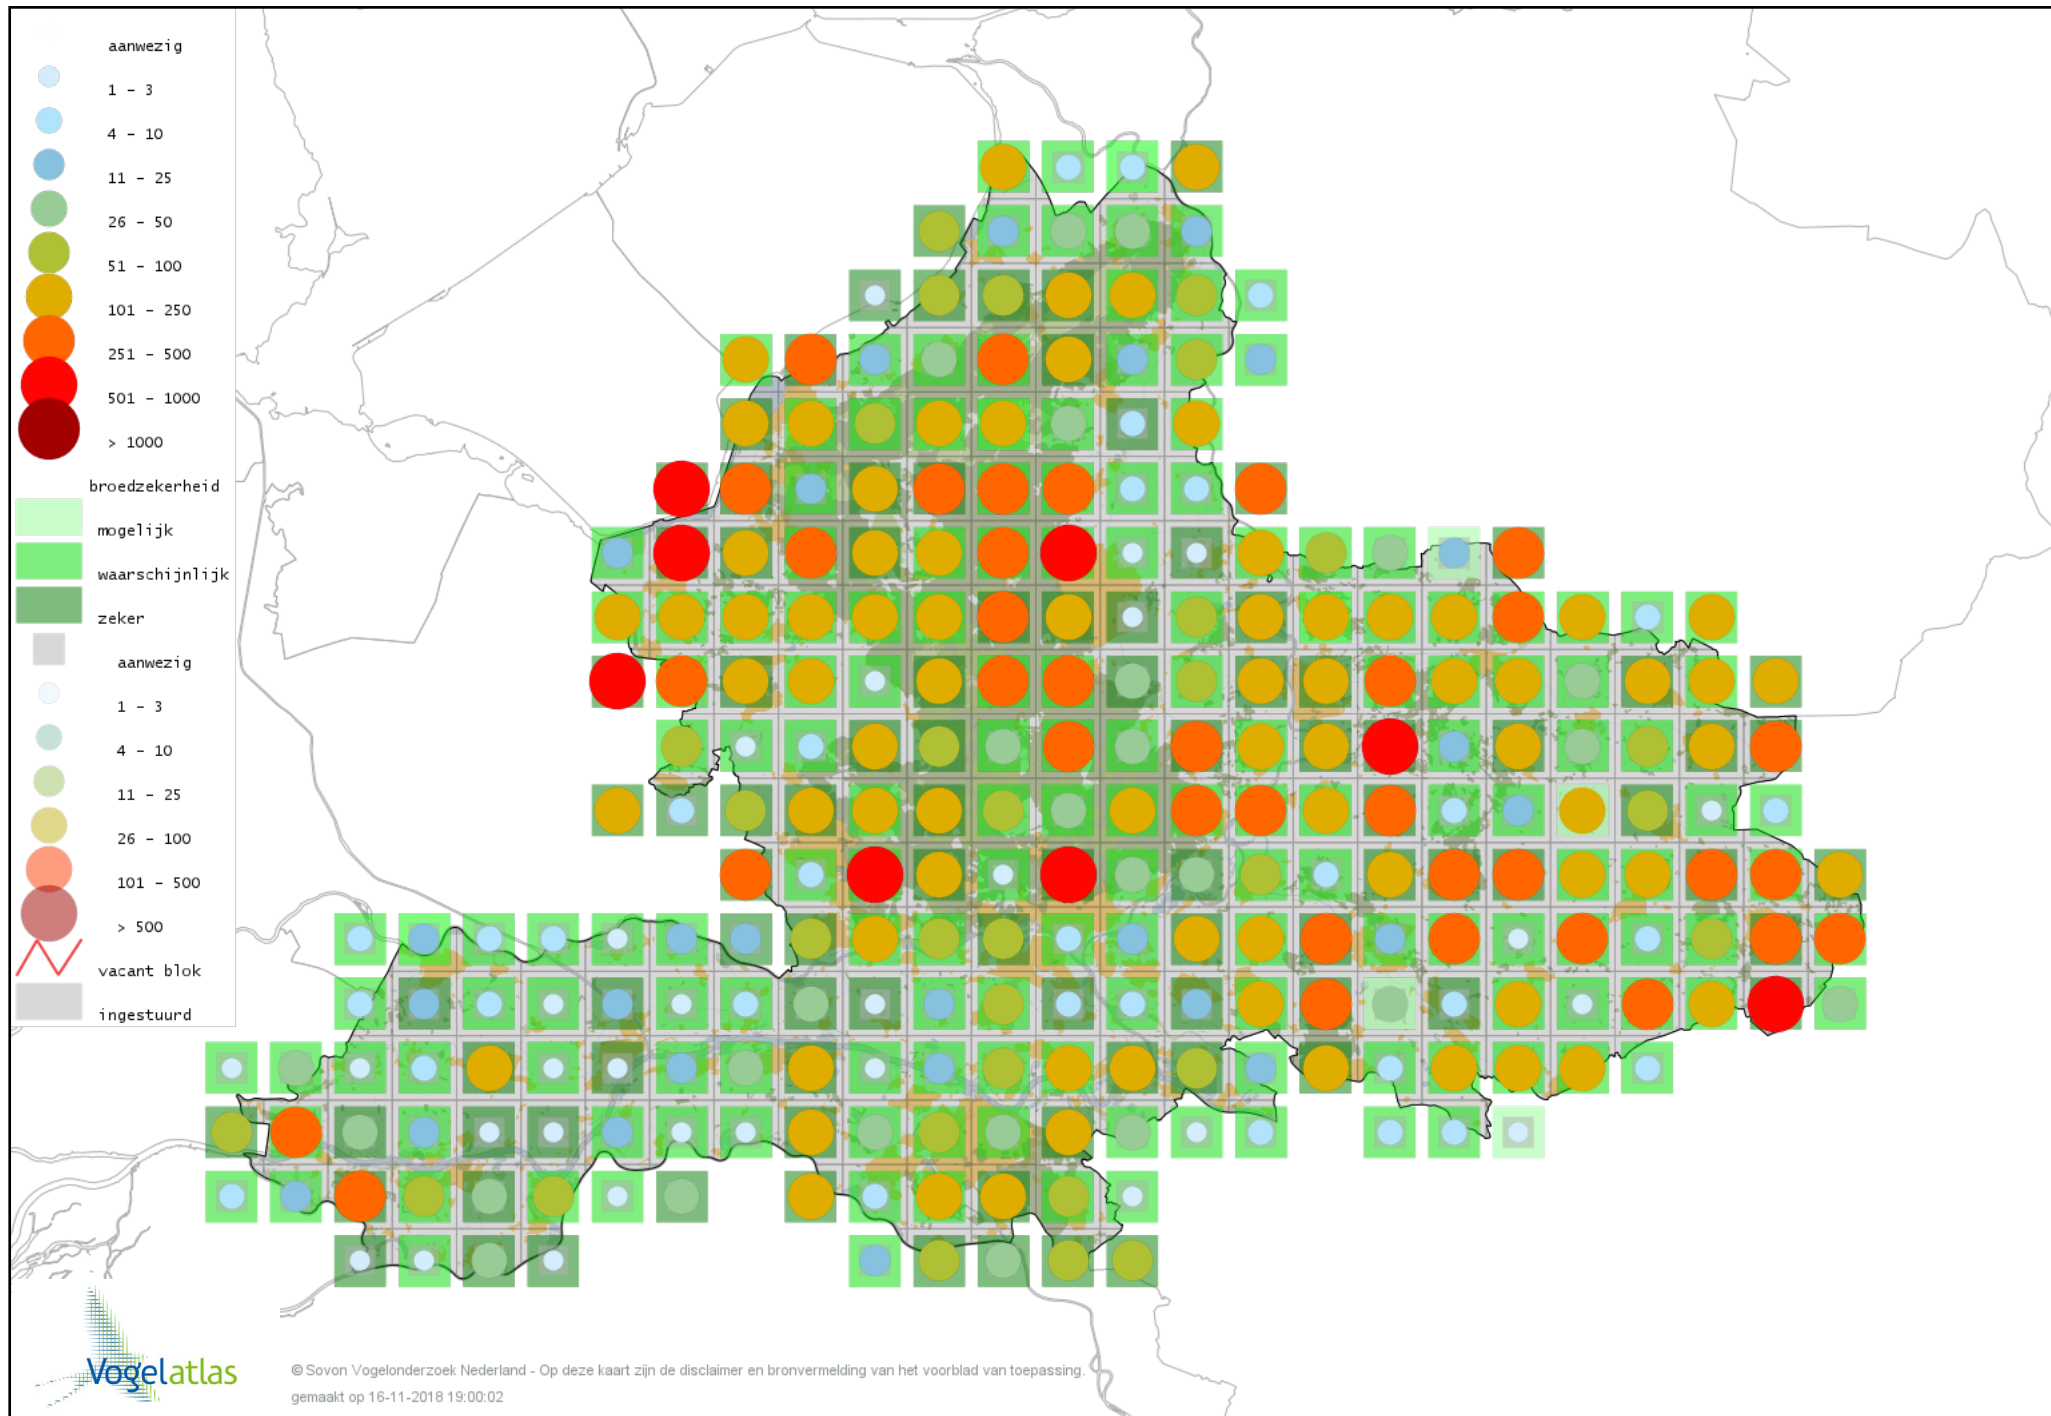 aanwezig
1 - 3
4 - 10
11 - 25
26 - 50
51 - 100
101 - 250
251 - 500
501 - 1000
> 1000
broedzekerheid
mogelijk
waarschijnlijk
zeker
aanwezig
1 - 3
4 - 10
11 - 25
26 - 100
101 - 500
> 500
vacant blok
ingestuurd
Vogelatlas
© Sovon Vogelonderzoek Nederland - Op deze kaart zijn de disclaimer en bronvermelding van het voorblad van toepassing.
gemaakt op 16-11-2018 19:00:02